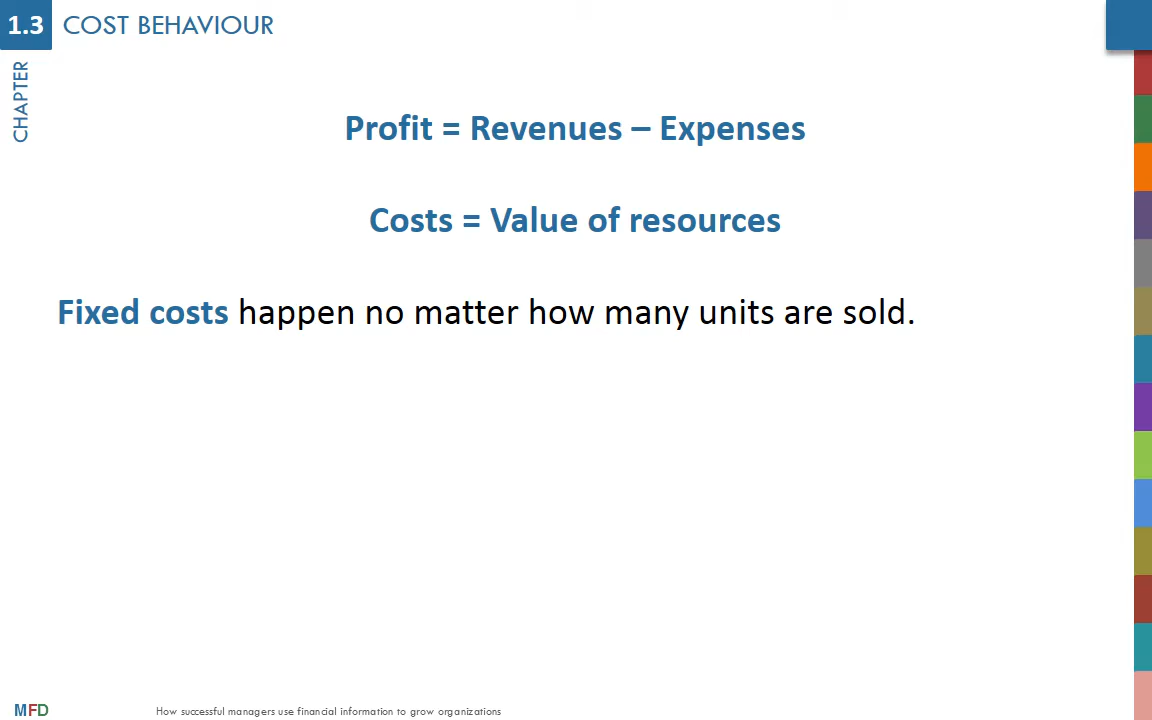 1.3 COST BEHAVIOUR
CHAPTER
Profit = Revenues – Expenses
Costs = Value of resources
Fixed costs happen no matter how many units are sold.
MFD How successful managers use financial information to grow organizations